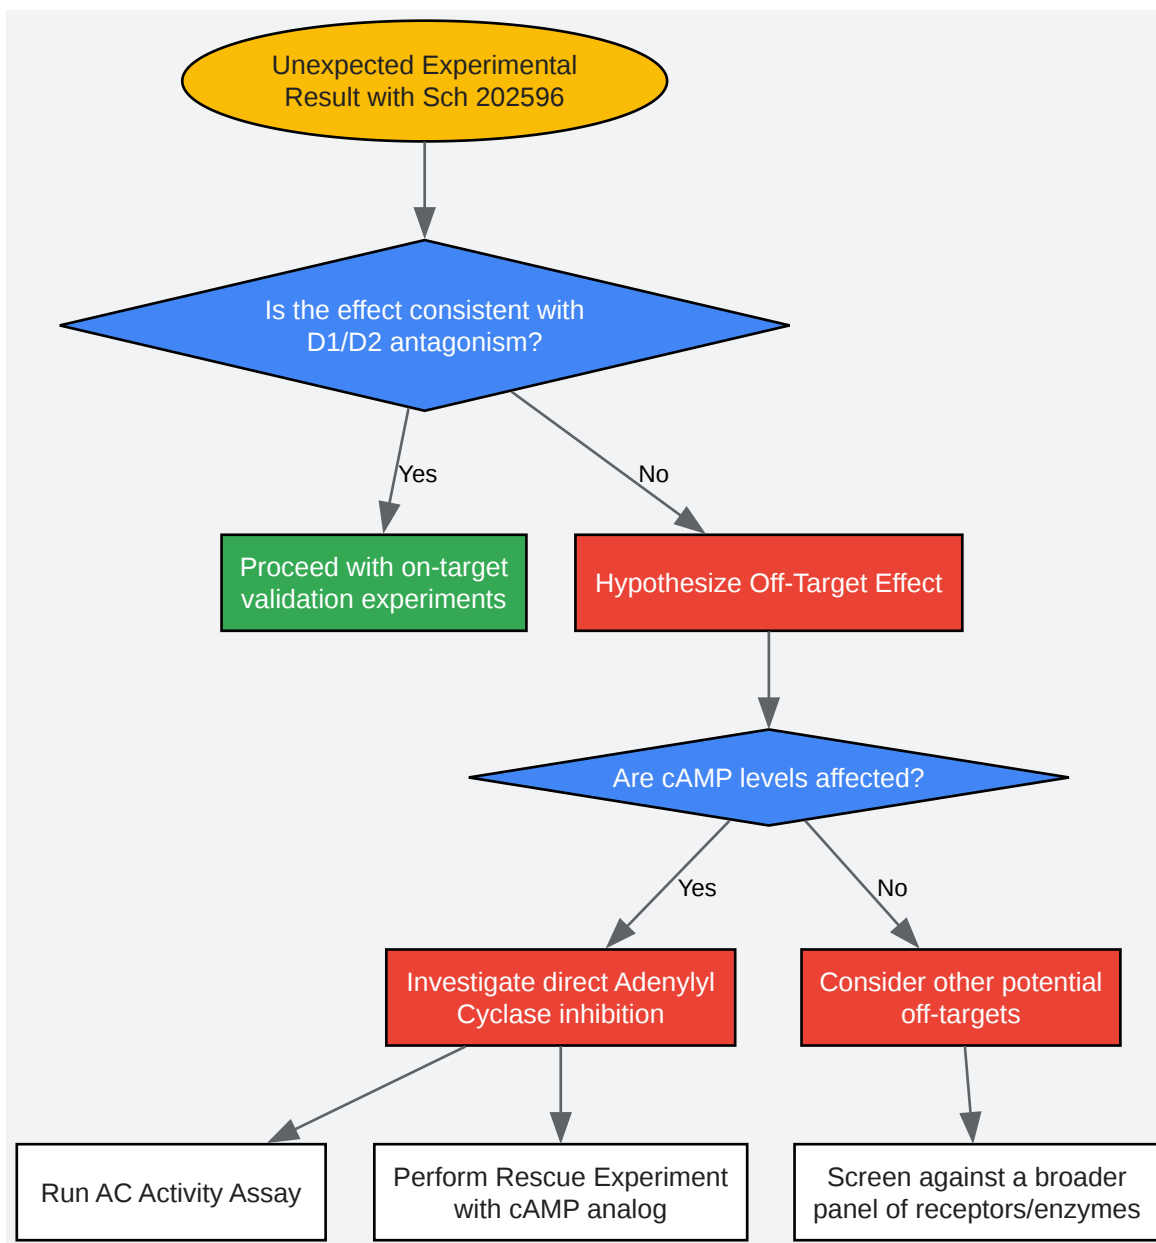 Unexpected Experimental
Result with Sch 202596
Is the effect consistent with
D1/D2 antagonism?
Yes
No
Proceed with on-target
validation experiments
Hypothesize Off-Target Effect
Are cAMP levels affected?
Yes
No
Investigate direct Adenylyl
Cyclase inhibition
Consider other potential
off-targets
Run AC Activity Assay
Perform Rescue Experiment
with cAMP analog
Screen against a broader
panel of receptors/enzymes